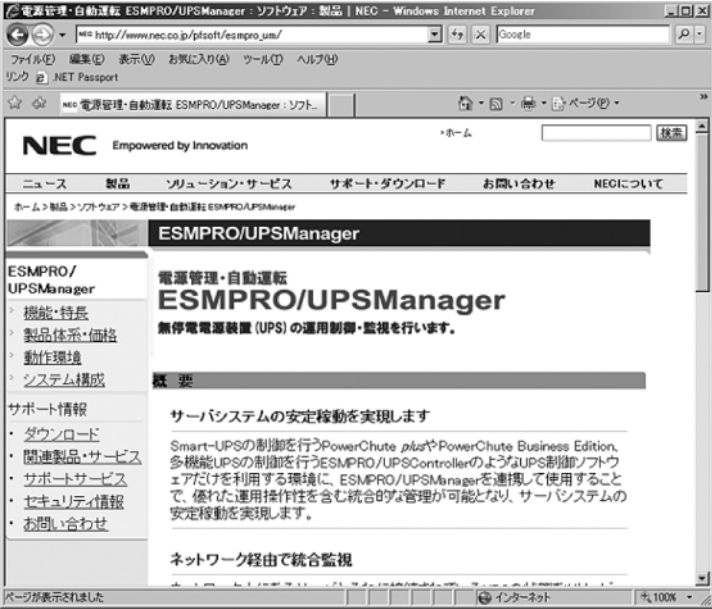 電源管理・自動運転 ESMPRO/UPSManager : ソフトウェア : 製品 | NEC - Windows Internet Explorer
NEC http://www.nec.co.jp/pfsoft/esmpro_um/
Google
ファイル(F) 編集(E) 表示(V) お気に入り(A) ツール(T) ヘルプ(H)
リンク .NET Passport
NEC 電源管理・自動運転 ESMPRO/UPSManager : ソフト...
ページ(P)
»
NEC Empowered by Innovation
ホーム
検索
ニュース 製品 ソリューション・サービス サポート・ダウンロード お問い合わせ NECについて
ホーム > 製品 > ソフトウェア > 電源管理・自動運転 ESMPRO/UPSManager
ESMPRO/UPSManager
ESMPRO/
UPSManager
機能・特長
製品体系・価格
動作環境
システム構成
サポート情報
・ ダウンロード
・ 関連製品・サービス
・ サポートサービス
・ セキュリティ情報
・ お問い合わせ
電源管理・自動運転
ESMPRO/UPSManager
無停電電源装置 (UPS) の運用制御・監視を行います。
概 要
サーバシステムの安定稼動を実現します
Smart-UPSの制御を行うPowerChute plusやPowerChute Business Edition、
多機能UPSの制御を行うESMPRO/UPSControllerのようなUPS制御ソフトウ
ェアだけを利用する環境に、ESMPRO/UPSManagerを連携して使用すること
で、優れた運用操作性を含む統合的な管理が可能となり、サーバシステムの
安定稼動を実現します。
ネットワーク経由で統合監視
ページが表示されました
インターネット
100%